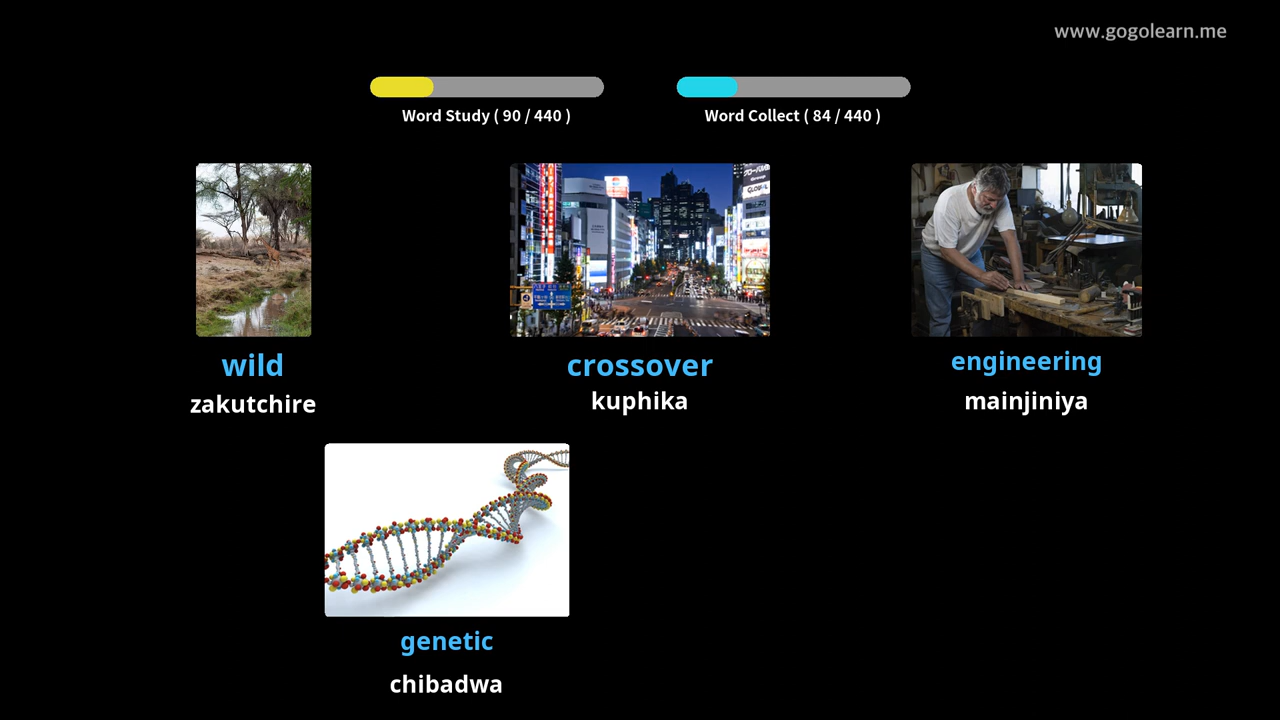 www.gogolearn.me
Word Study ( 90 / 440 )
Word Collect ( 84 / 440 )
wild
zakutchire
crossover
kuphika
engineering
mainjiniya
genetic
chibadwa